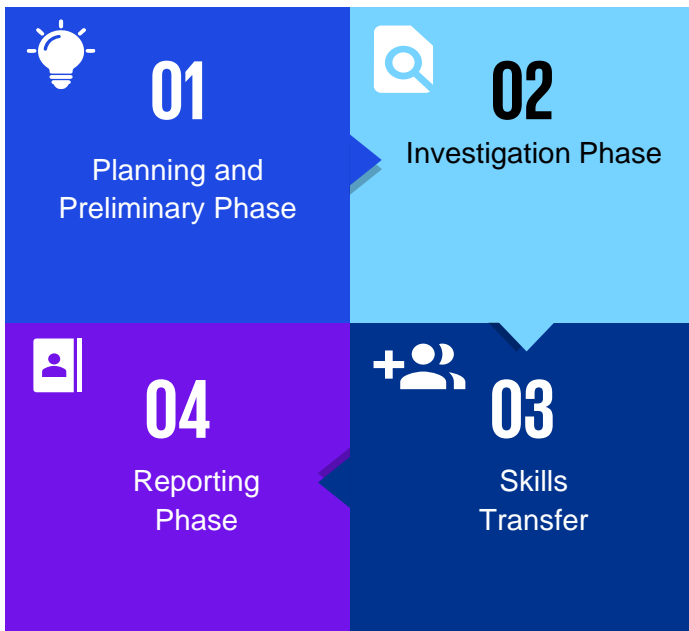 01
Planning and
Preliminary Phase
02
Investigation Phase
03
Skills
Transfer
04
Reporting
Phase